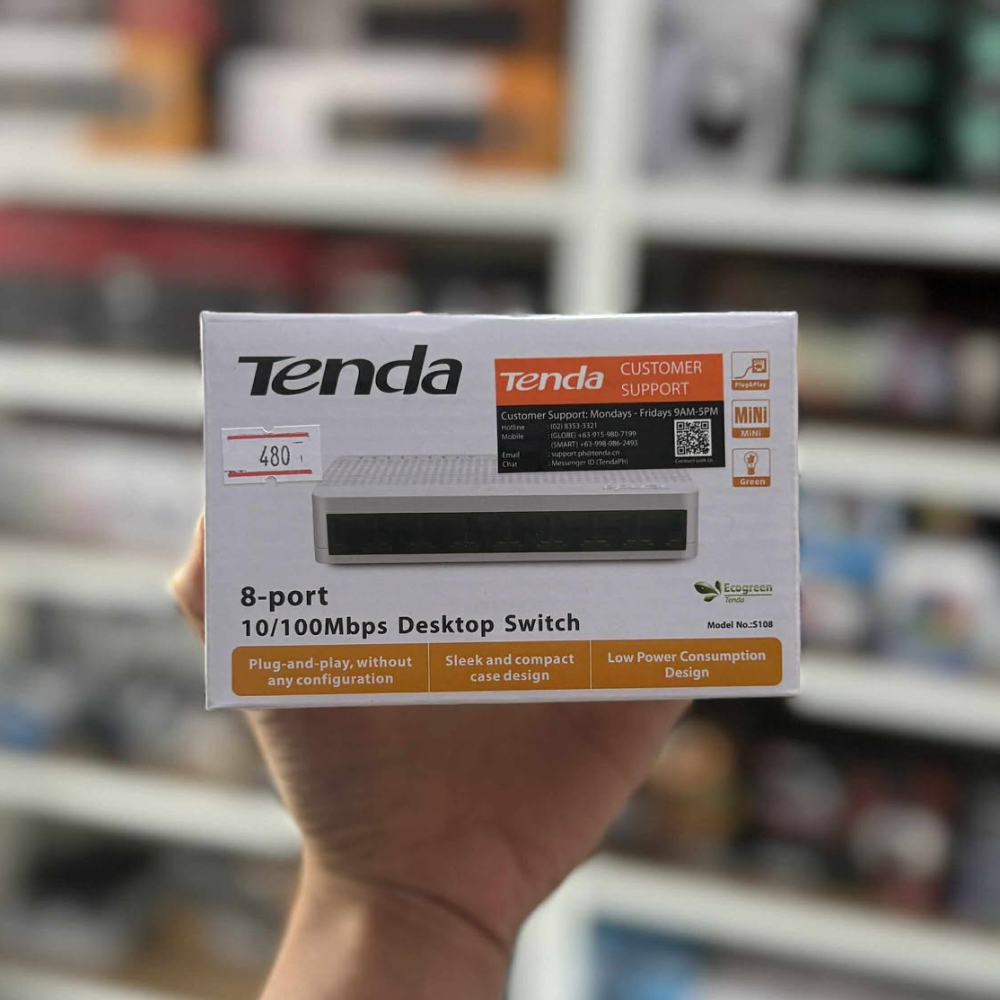 Tenda
Tenda CUSTOMER SUPPORT
Customer Support: Mondays - Fridays 9AM-5PM
Hotline : (02) 8353-3321
Mobile : (GLOBE) +63-915-980-7199
(SMART) +63-998-086-2493
Email : support.ph@tenda.cn
Chat : Messenger ID (TendaPh)
Connect with Us
Plug&Play
MiNi
MiNi
Green
480
8-port
10/100Mbps Desktop Switch
Ecogreen
Tenda
Model No.:S108
Plug-and-play, without
any configuration
Sleek and compact
case design
Low Power Consumption
Design